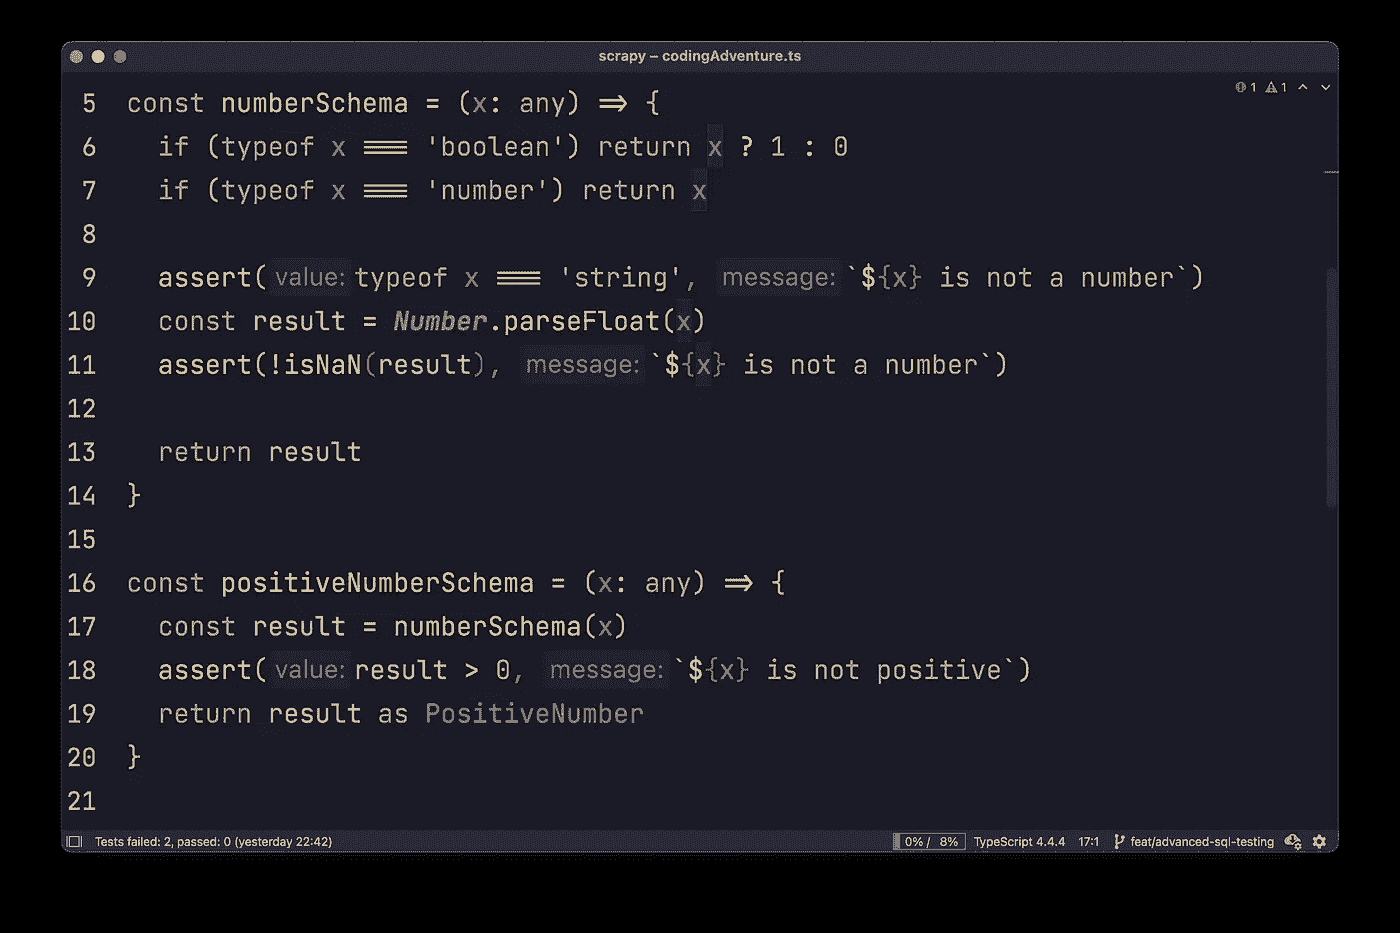 scrapy – codingAdventure.ts
1 1
5 const numberSchema = (x: any) => {
6 if (typeof x === 'boolean') return x ? 1 : 0
7 if (typeof x === 'number') return x
8
9 assert( value: typeof x === 'string', message: `${x} is not a number`)
10 const result = Number.parseFloat(x)
11 assert(!isNaN(result), message: `${x} is not a number`)
12
13 return result
14 }
15
16 const positiveNumberSchema = (x: any) => {
17 const result = numberSchema(x)
18 assert( value: result > 0, message: `${x} is not positive`)
19 return result as PositiveNumber
20 }
21
Tests failed: 2, passed: 0 (yesterday 22:42) 0% / 8% TypeScript 4.4.4 17:1 feat/advanced-sql-testing